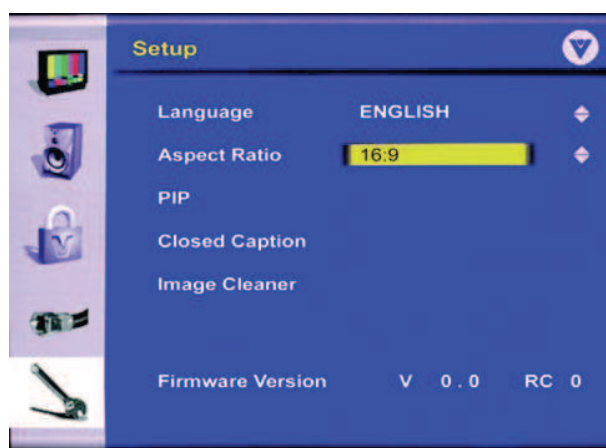 Setup
Language ENGLISH
Aspect Ratio 16:9
PIP
Closed Caption
Image Cleaner
Firmware Version V 0.0 RC 0